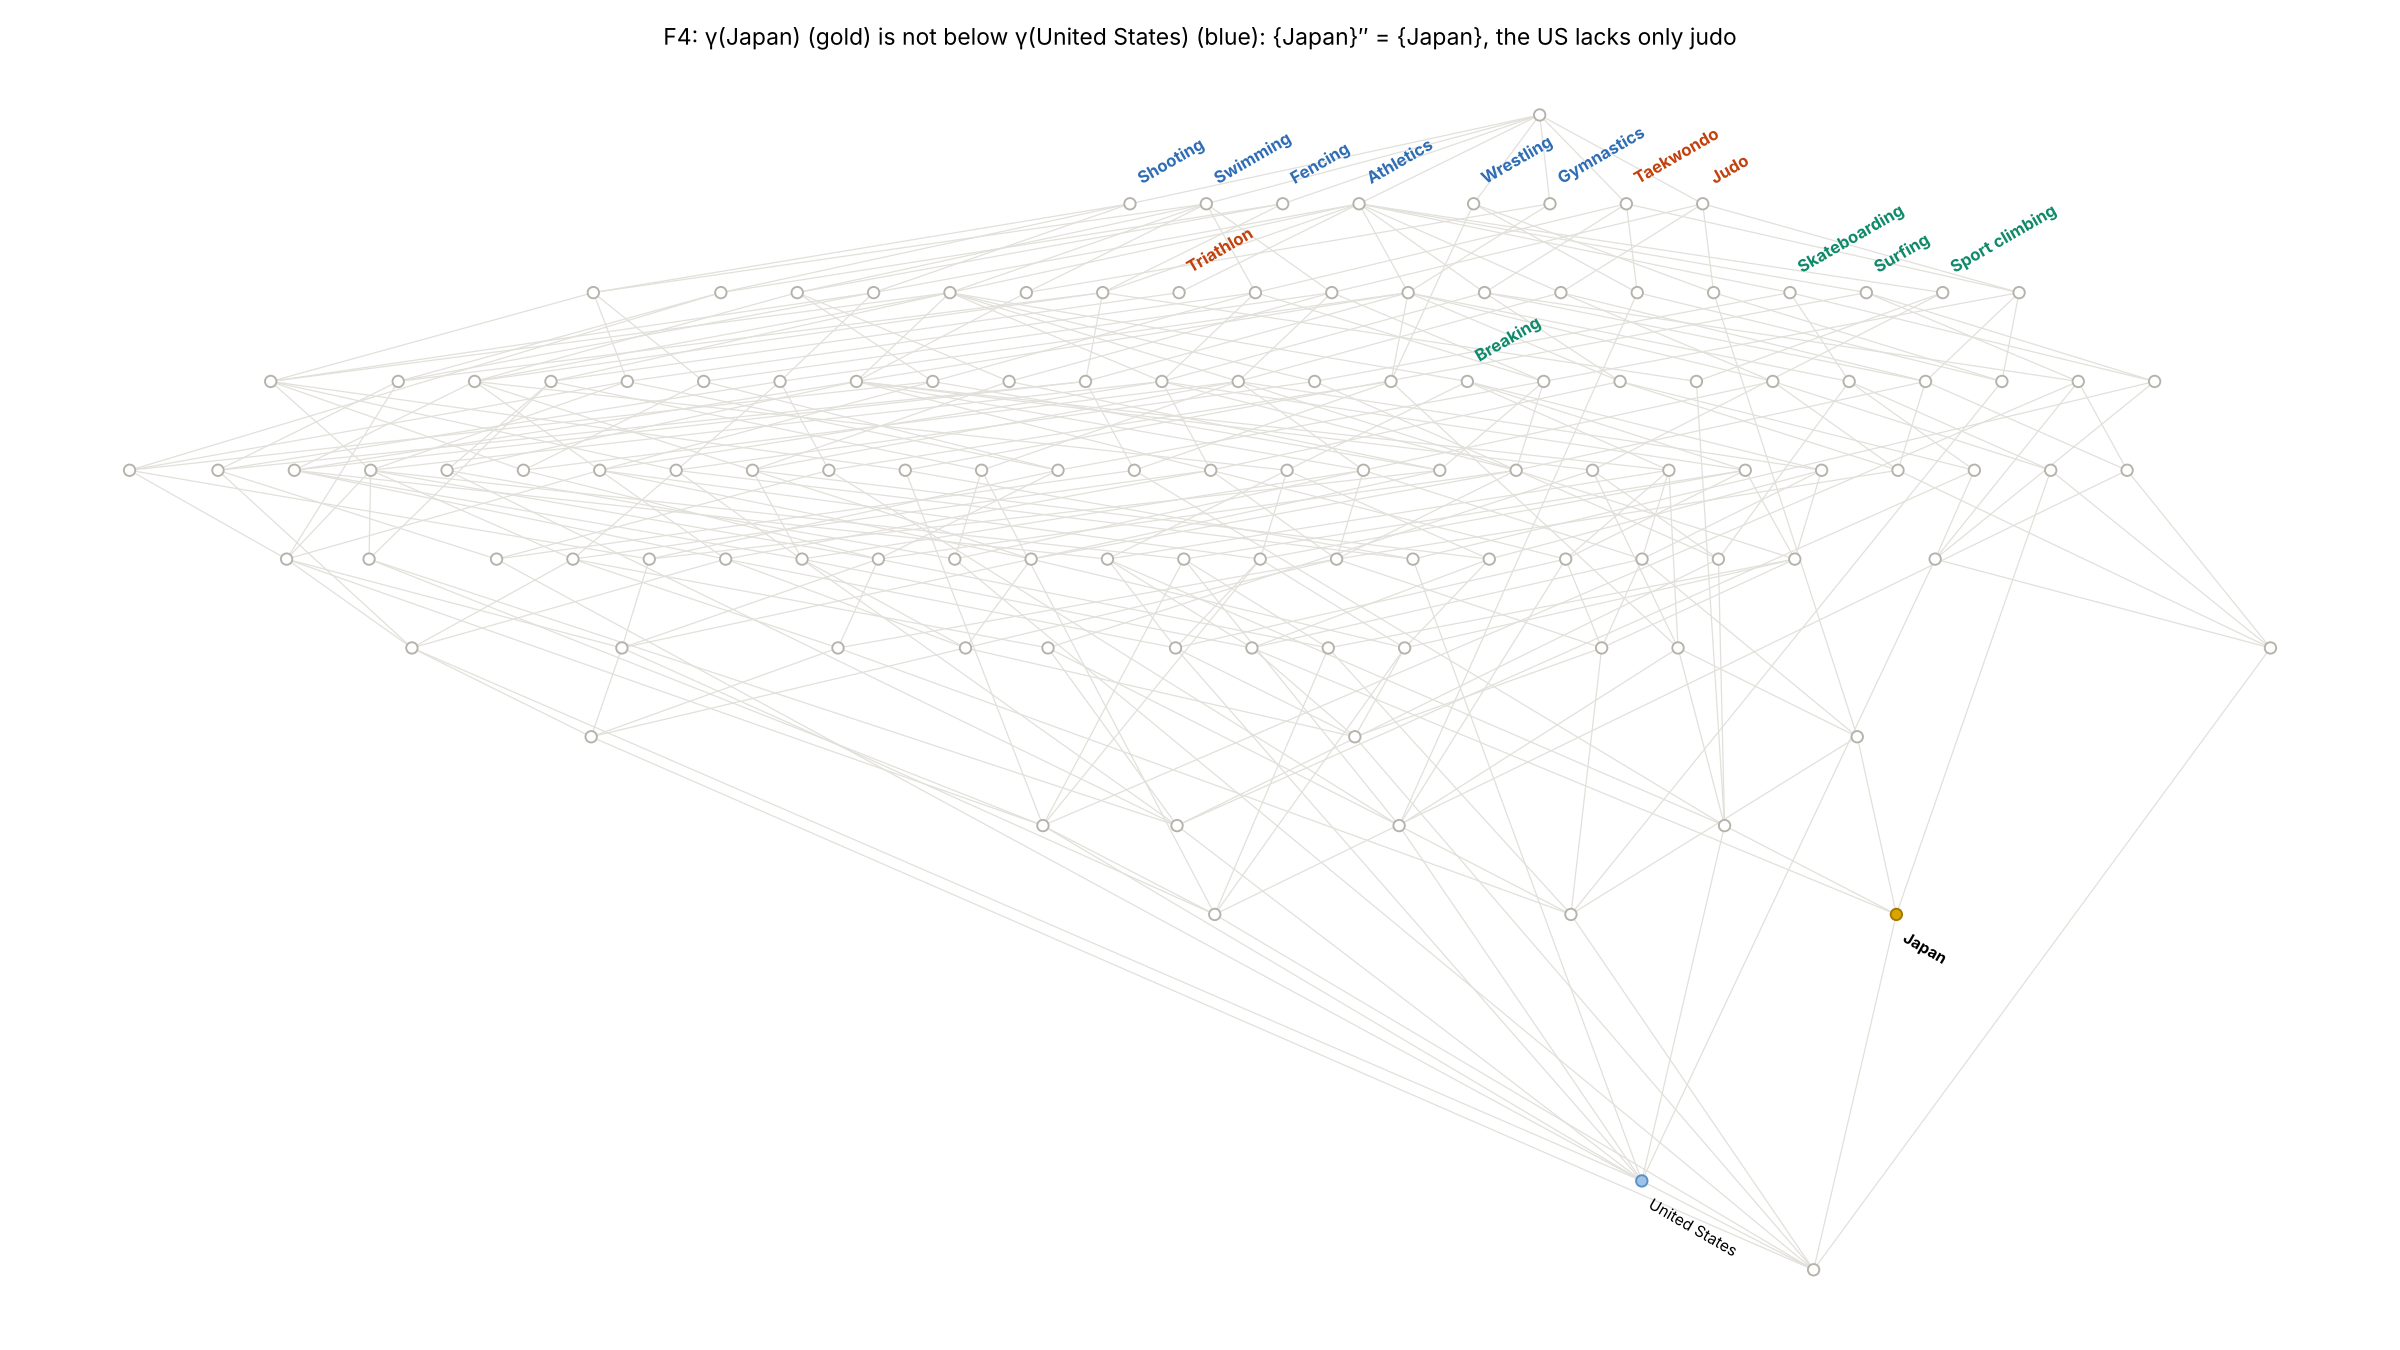 F4: γ(Japan) (gold) is not below γ(United States) (blue): {Japan}″ = {Japan}, the US lacks only judo
Shooting
Swimming
Fencing
Athletics
Wrestling
Gymnastics
Taekwondo
Judo
Triathlon
Skateboarding
Surfing
Sport climbing
Breaking
Japan
United States